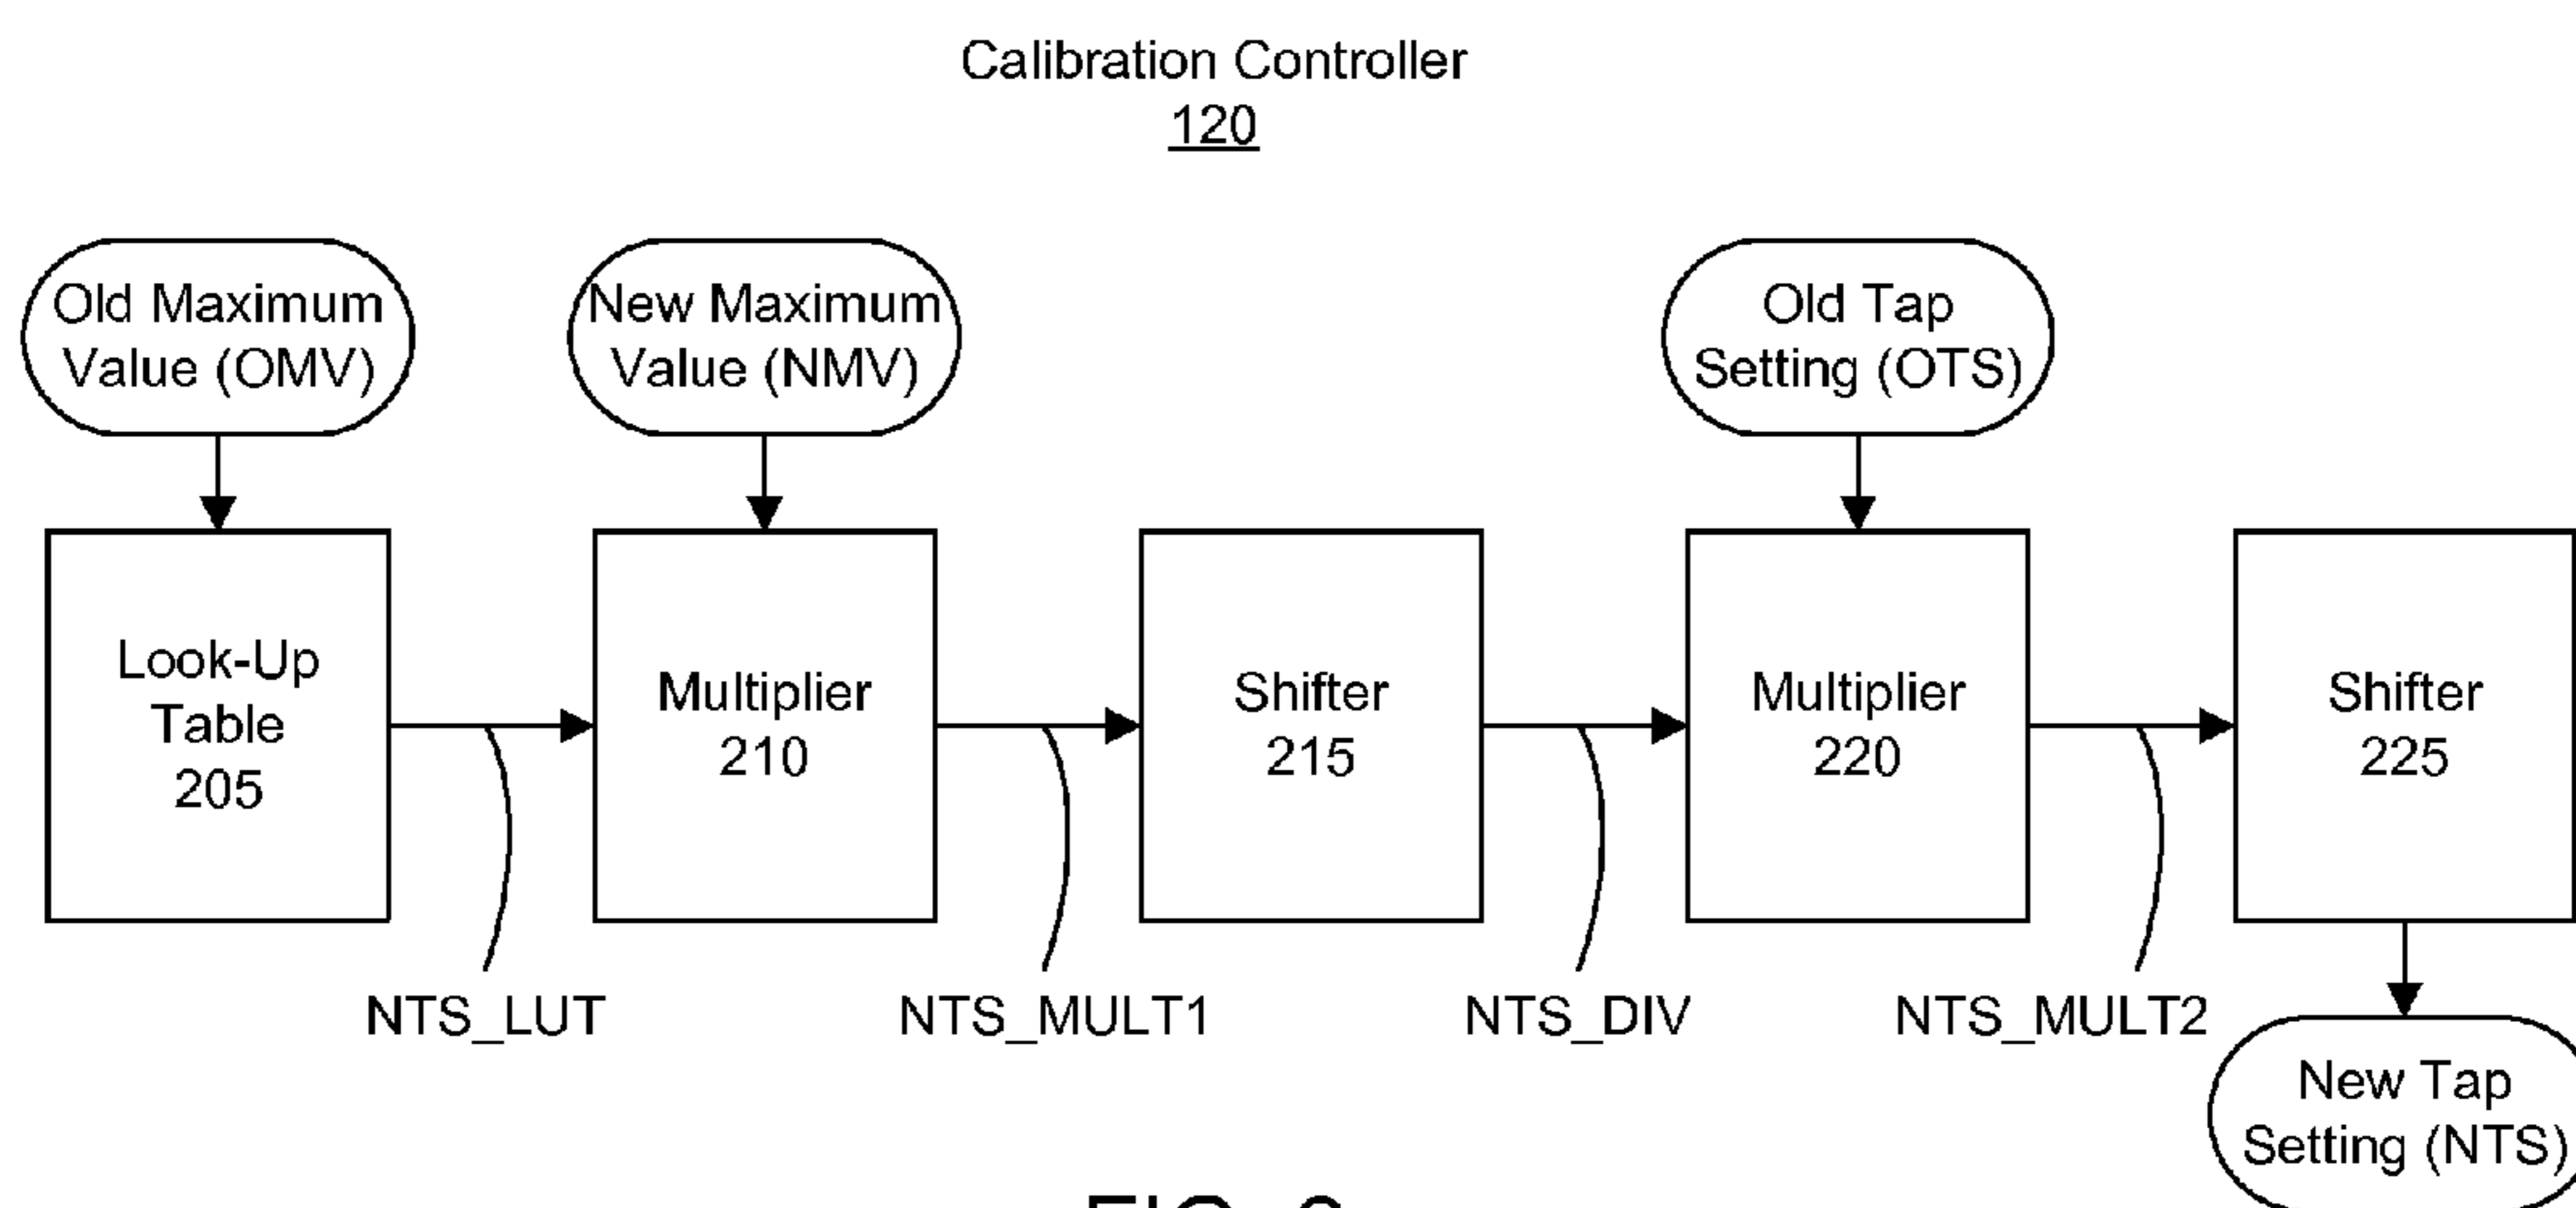 Calibration Controller
120
Old Maximum
Value (OMV)
New Maximum
Value (NMV)
Old Tap
Setting (OTS)
Look-Up
Table
205
Multiplier
210
Shifter
215
Multiplier
220
Shifter
225
NTS_LUT
NTS_MULT1
NTS_DIV
NTS_MULT2
New Tap
Setting (NTS)